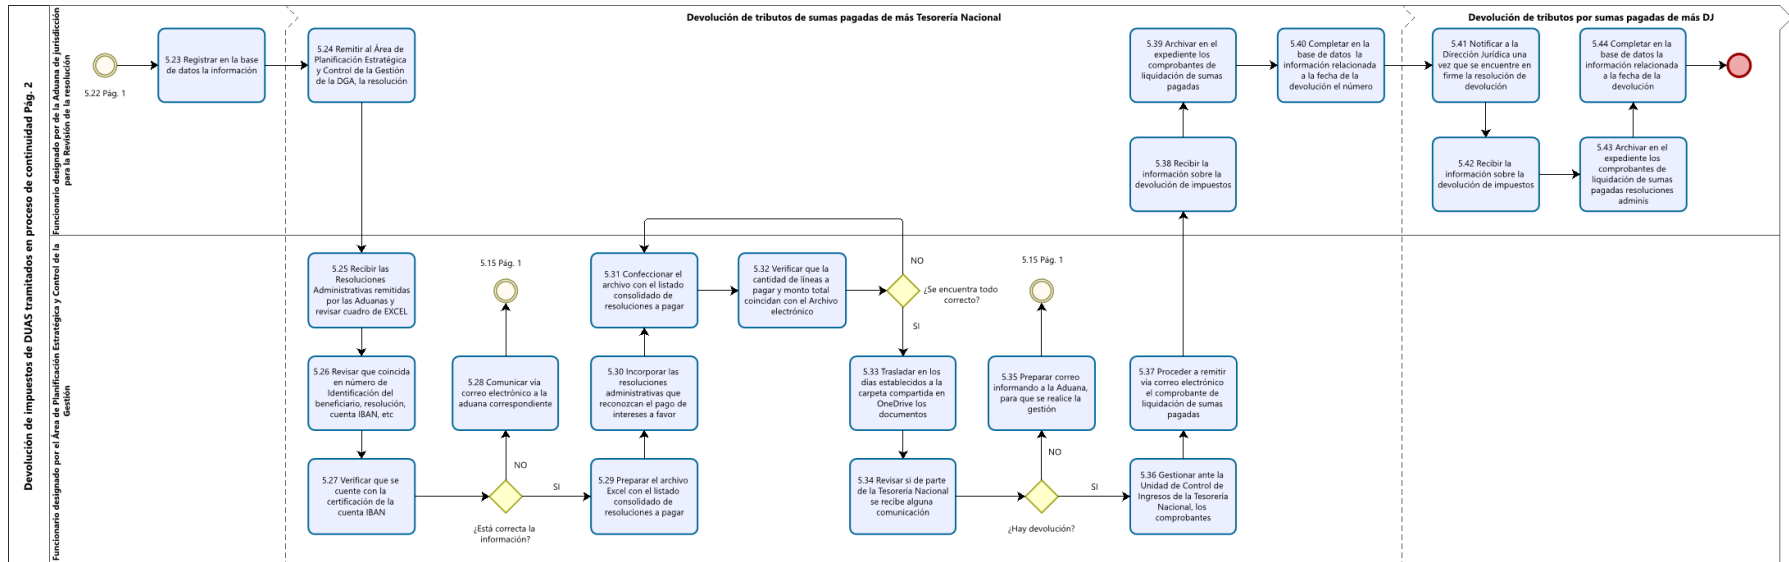 Devolución de impuestos de DUAS tramitados en proceso de continuidad Pág. 2
Funcionario designado por de la Aduana de jurisdicción
para la Revisión de la resolución
Funcionario designado por el Área de Planificación Estratégica y Control de la
Gestión
Devolución de tributos de sumas pagadas de más Tesorería Nacional
Devolución de tributos por sumas pagadas de más DJ
5.22 Pág. 1
5.23 Registrar en la base
de datos la información
5.24 Remitir al Área de
Planificación Estratégica
y Control de la Gestión
de la DGA, la resolución
5.25 Recibir las
Resoluciones
Administrativas remitidas
por las Aduanas y
revisar cuadro de EXCEL
5.26 Revisar que coincida
en número de
Identificación del
beneficiario, resolución,
cuenta IBAN, etc
5.27 Verificar que se
cuente con la
certificación de la
cuenta IBAN
¿Está correcta la
información?
NO
SI
5.28 Comunicar vía
correo electrónico a la
aduana correspondiente
5.15 Pág. 1
5.29 Preparar el archivo
Excel con el listado
consolidado de
resoluciones a pagar
5.30 Incorporar las
resoluciones
administrativas que
reconozcan el pago de
intereses a favor
5.31 Confeccionar el
archivo con el listado
consolidado de
resoluciones a pagar
5.32 Verificar que la
cantidad de líneas a
pagar y monto total
coincidan con el Archivo
electrónico
¿Se encuentra todo
correcto?
NO
SI
5.33 Trasladar en los
días establecidos a la
carpeta compartida en
OneDrive los
documentos
5.34 Revisar si de parte
de la Tesorería Nacional
se recibe alguna
comunicación
¿Hay devolución?
NO
SI
5.35 Preparar correo
informando a la Aduana,
para que se realice la
gestión
5.15 Pág. 1
5.36 Gestionar ante la
Unidad de Control de
Ingresos de la Tesorería
Nacional, los
comprobantes
5.37 Proceder a remitir
vía correo electrónico
el comprobante de
liquidación de sumas
pagadas
5.38 Recibir la
información sobre la
devolución de impuestos
5.39 Archivar en el
expediente los
comprobantes de
liquidación de sumas
pagadas
5.40 Completar en la
base de datos la
información relacionada
a la fecha de la
devolución el número
5.41 Notificar a la
Dirección Jurídica una
vez que se encuentre en
firme la resolución de
devolución
5.42 Recibir la
información sobre la
devolución de impuestos
5.43 Archivar en el
expediente los
comprobantes de
liquidación de sumas
pagadas resoluciones
adminis
5.44 Completar en la
base de datos la
información relacionada
a la fecha de la
devolución